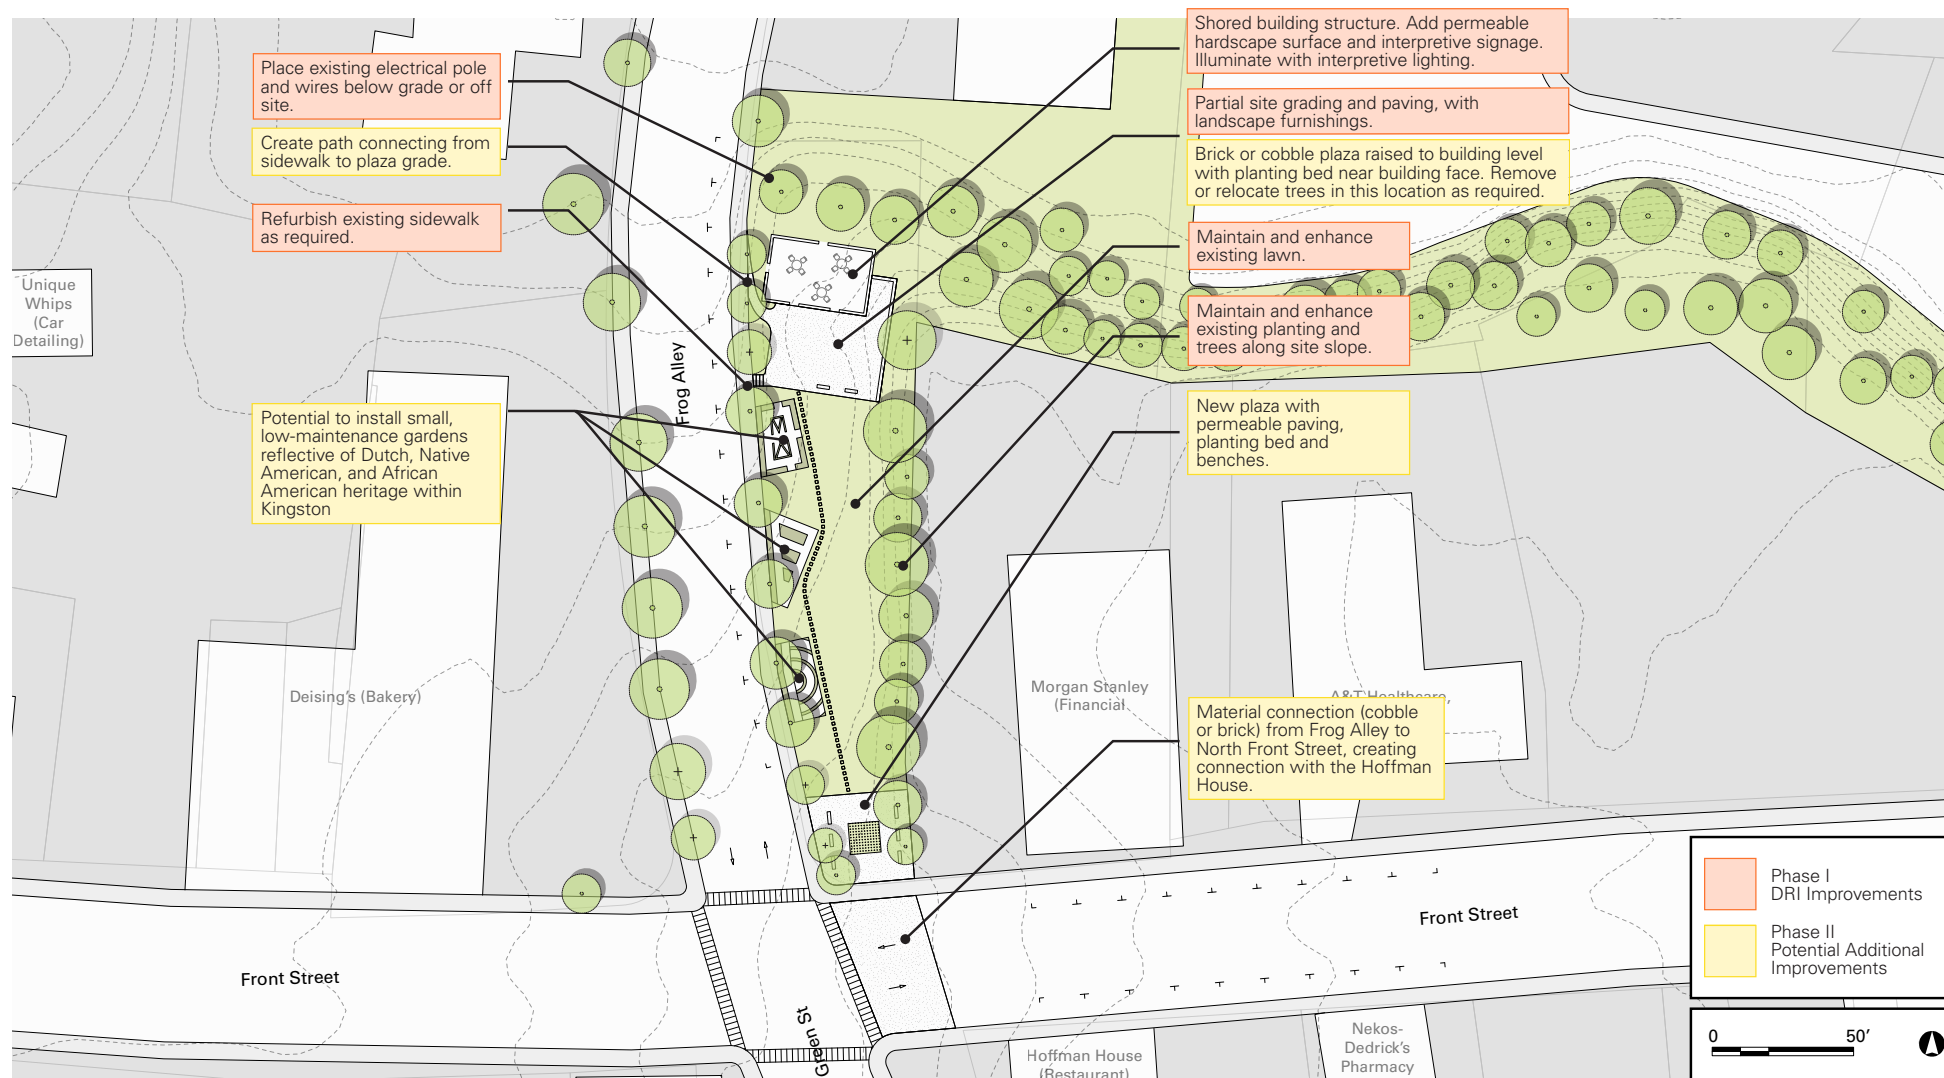 Place existing electrical pole
and wires below grade or off
site.
Create path connecting from
sidewalk to plaza grade.
Refurbish existing sidewalk
as required.
Potential to install small,
low-maintenance gardens
reflective of Dutch, Native
American, and African
American heritage within
Kingston
Shored building structure. Add permeable
hardscape surface and interpretive signage.
Illuminate with interpretive lighting.
Partial site grading and paving, with
landscape furnishings.
Brick or cobble plaza raised to building level
with planting bed near building face. Remove
or relocate trees in this location as required.
Maintain and enhance
existing lawn.
Maintain and enhance
existing planting and
trees along site slope.
New plaza with
permeable paving,
planting bed and
benches.
Material connection (cobble
or brick) from Frog Alley to
North Front Street, creating
connection with the Hoffman
House.
Unique
Whips
(Car
Detailing)
Frog Alley
Deising's (Bakery)
Morgan Stanley
(Financial
A&T Healthcare,
Front Street
Front Street
Green St
Hoffman House
(Restaurant)
Nekos-
Dedrick's
Pharmacy
Phase I
DRI Improvements
Phase II
Potential Additional
Improvements
0 50'